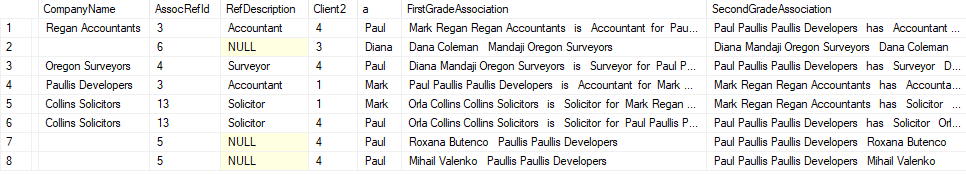 CompanyName AssocRefId RefDescription Client2 a FirstGradeAssociation SecondGradeAssociation
1 Regan Accountants 3 Accountant 4 Paul Mark Regan Regan Accountants is Accountant for Pau... Paul Paullis Paullis Developers has Accountant ...
2 6 NULL 3 Diana Dana Coleman Mandaji Oregon Surveyors Diana Mandaji Oregon Surveyors Dana Coleman
3 Oregon Surveyors 4 Surveyor 4 Paul Diana Mandaji Oregon Surveyors is Surveyor for Paul P... Paul Paullis Paullis Developers has Surveyor D...
4 Paullis Developers 3 Accountant 1 Mark Paul Paullis Paullis Developers is Accountant for Mark ... Mark Regan Regan Accountants has Accounta...
5 Collins Solicitors 13 Solicitor 1 Mark Orla Collins Collins Solicitors is Solicitor for Mark Regan ... Mark Regan Regan Accountants has Solicitor ...
6 Collins Solicitors 13 Solicitor 4 Paul Orla Collins Collins Solicitors is Solicitor for Paul Paullis P... Paul Paullis Paullis Developers has Solicitor Orl...
7 5 NULL 4 Paul Roxana Butenco Paullis Paullis Developers Paul Paullis Paullis Developers Roxana Butenco
8 5 NULL 4 Paul Mihail Valenko Paullis Paullis Developers Paul Paullis Paullis Developers Mihail Valenko